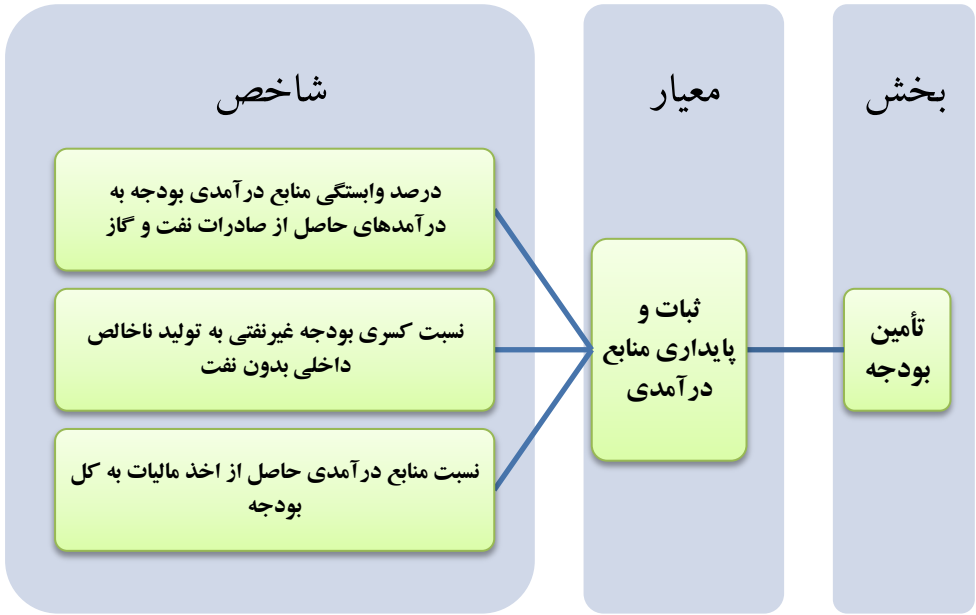 بخش
معیار
شاخص
تأمین
بودجه
ثبات و
پایداری منابع
درآمدی
درصد وابستگی منابع درآمدی بودجه به
درآمدهای حاصل از صادرات نفت و گاز
نسبت کسری بودجه غیرنفتی به تولید ناخالص
داخلی بدون نفت
نسبت منابع درآمدی حاصل از اخذ مالیات به کل
بودجه